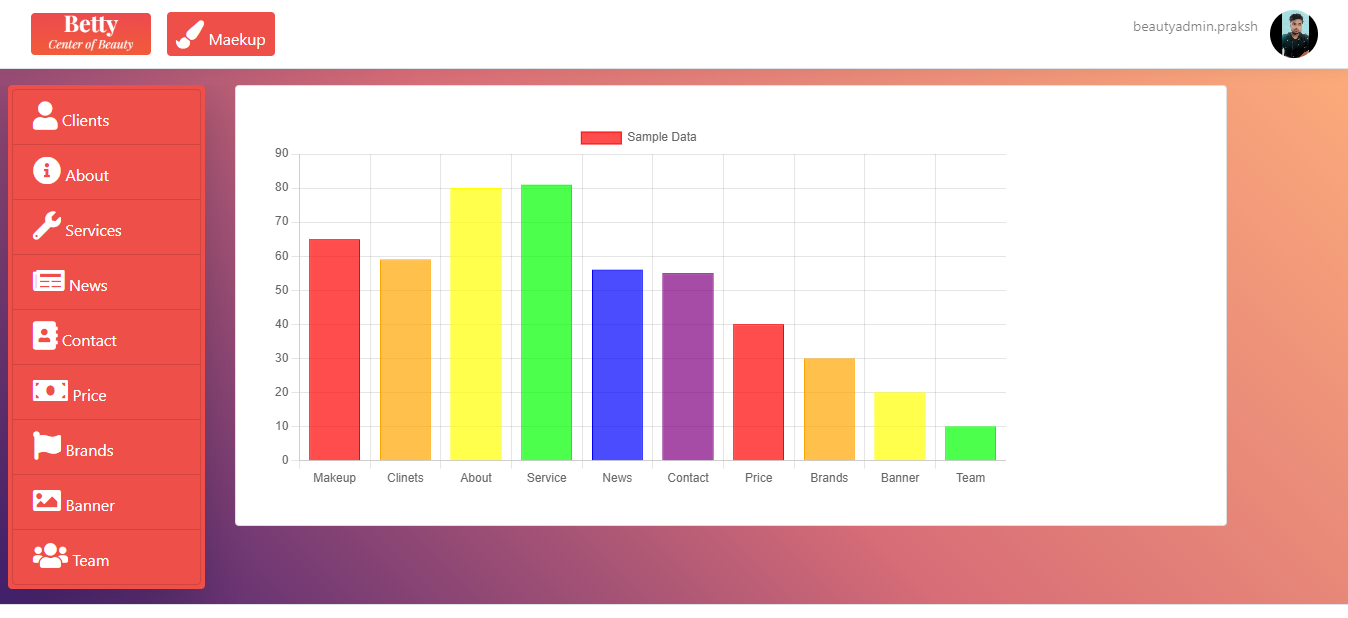 Betty
Center of Beauty
Maekup
beautyadmin.praksh
Clients
About
Services
News
Contact
Price
Brands
Banner
Team
Sample Data
90
80
70
60
50
40
30
20
10
0
Makeup Clinets About Service News Contact Price Brands Banner Team